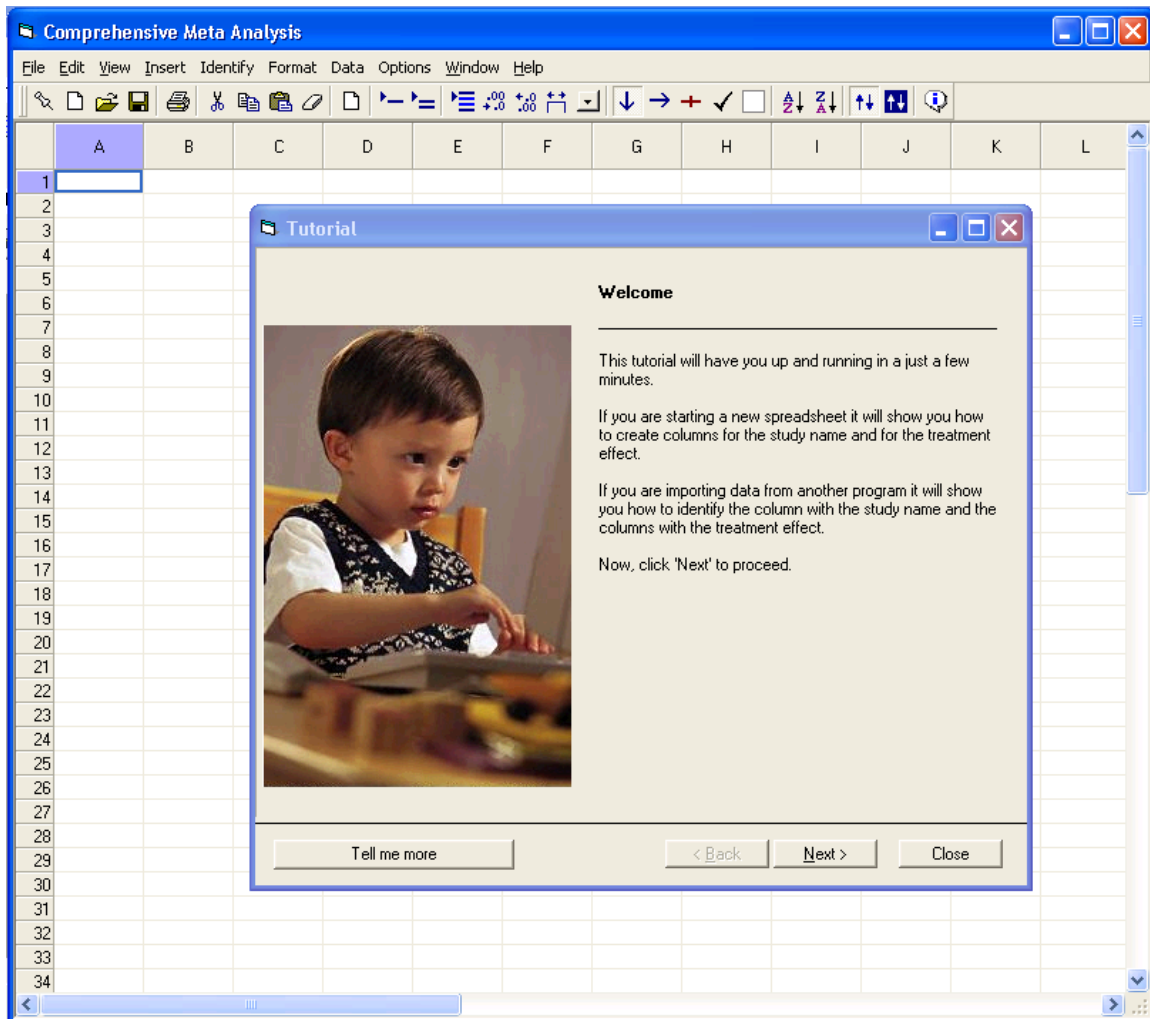 Comprehensive Meta Analysis
File Edit View Insert Identify Format Data Options Window Help
A B C D E F G H I J K L
1
2
3
4
5
6
7
8
9
10
11
12
13
14
15
16
17
18
19
20
21
22
23
24
25
26
27
28
29
30
31
32
33
34
Tutorial
Welcome
This tutorial will have you up and running in a just a few
minutes.
If you are starting a new spreadsheet it will show you how
to create columns for the study name and for the treatment
effect.
If you are importing data from another program it will show
you how to identify the column with the study name and the
columns with the treatment effect.
Now, click 'Next' to proceed.
Tell me more < Back Next > Close